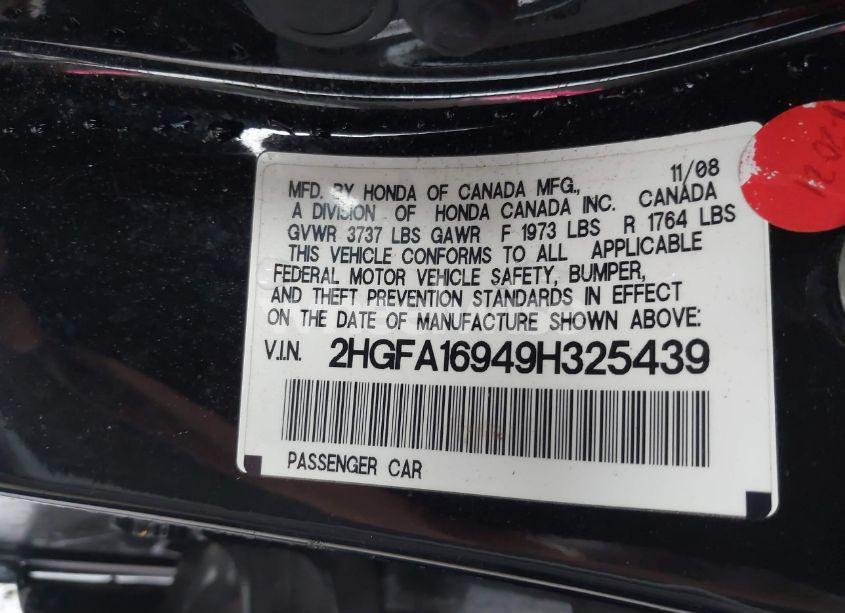 11/08
MFD. BY HONDA OF CANADA MFG.,
A DIVISION OF HONDA CANADA INC. CANADA
GVWR 3737 LBS GAWR F 1973 LBS R 1764 LBS
THIS VEHICLE CONFORMS TO ALL APPLICABLE
FEDERAL MOTOR VEHICLE SAFETY, BUMPER,
AND THEFT PREVENTION STANDARDS IN EFFECT
ON THE DATE OF MANUFACTURE SHOWN ABOVE:
V.I.N. 2HGFA16949H325439
PASSENGER CAR